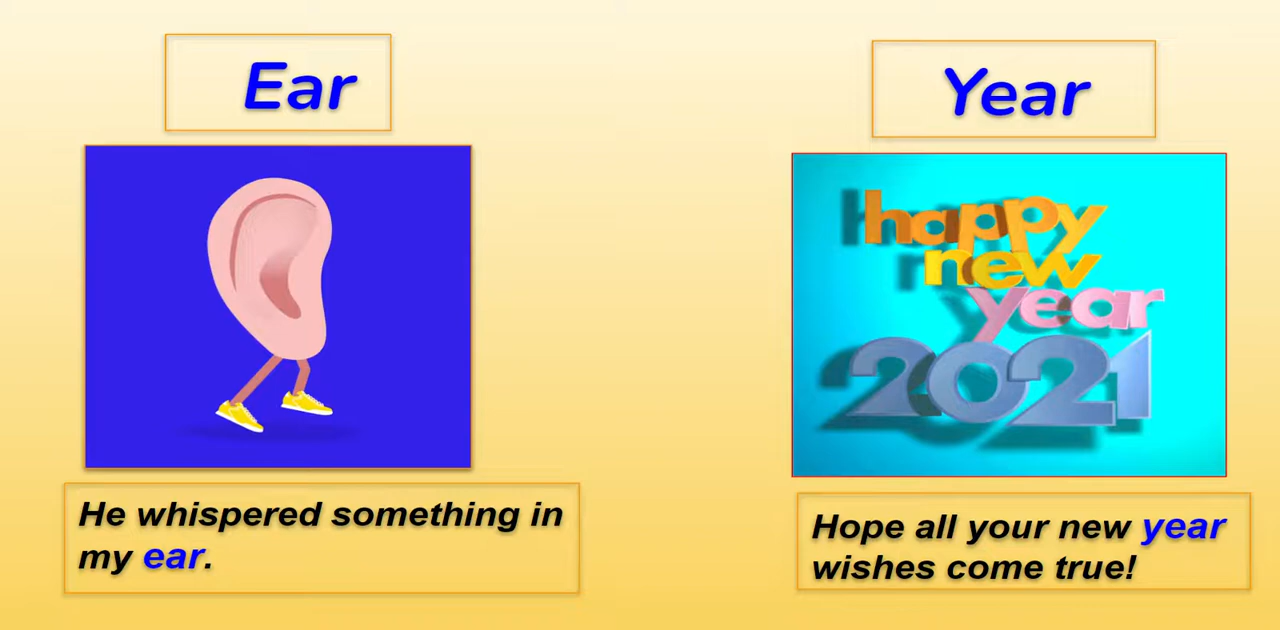 Ear
He whispered something in
my ear.
Year
happy
new
year
2021
Hope all your new year
wishes come true!